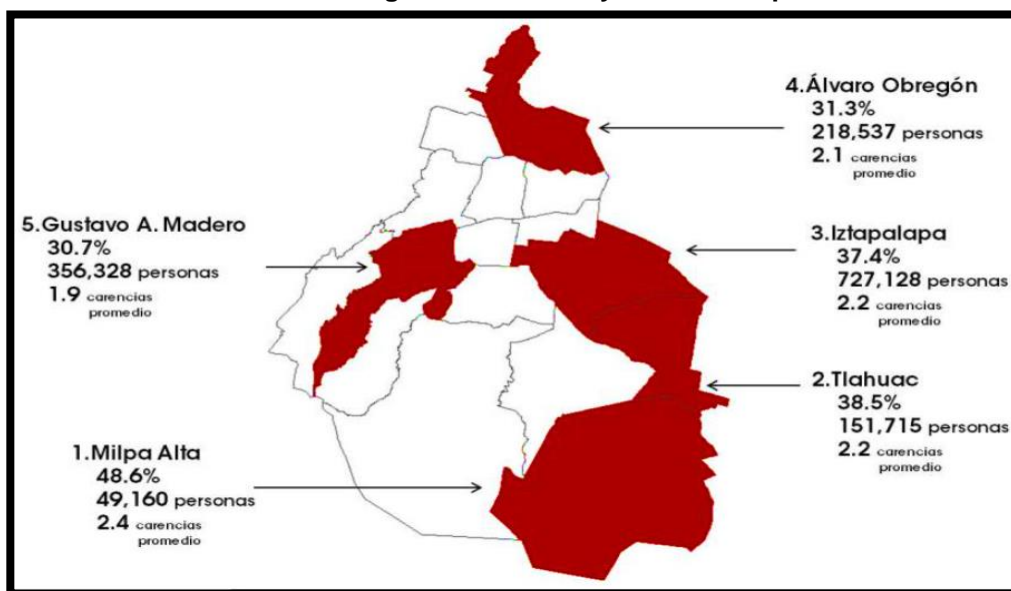 4.Álvaro Obregón
31.3%
218,537 personas
2.1 carencias
promedio
5.Gustavo A. Madero
30.7%
356,328 personas
1.9 carencias
promedio
3.Iztapalapa
37.4%
727,128 personas
2.2 carencias
promedio
2.Tlahuac
38.5%
151,715 personas
2.2 carencias
promedio
1.Milpa Alta
48.6%
49,160 personas
2.4 carencias
promedio